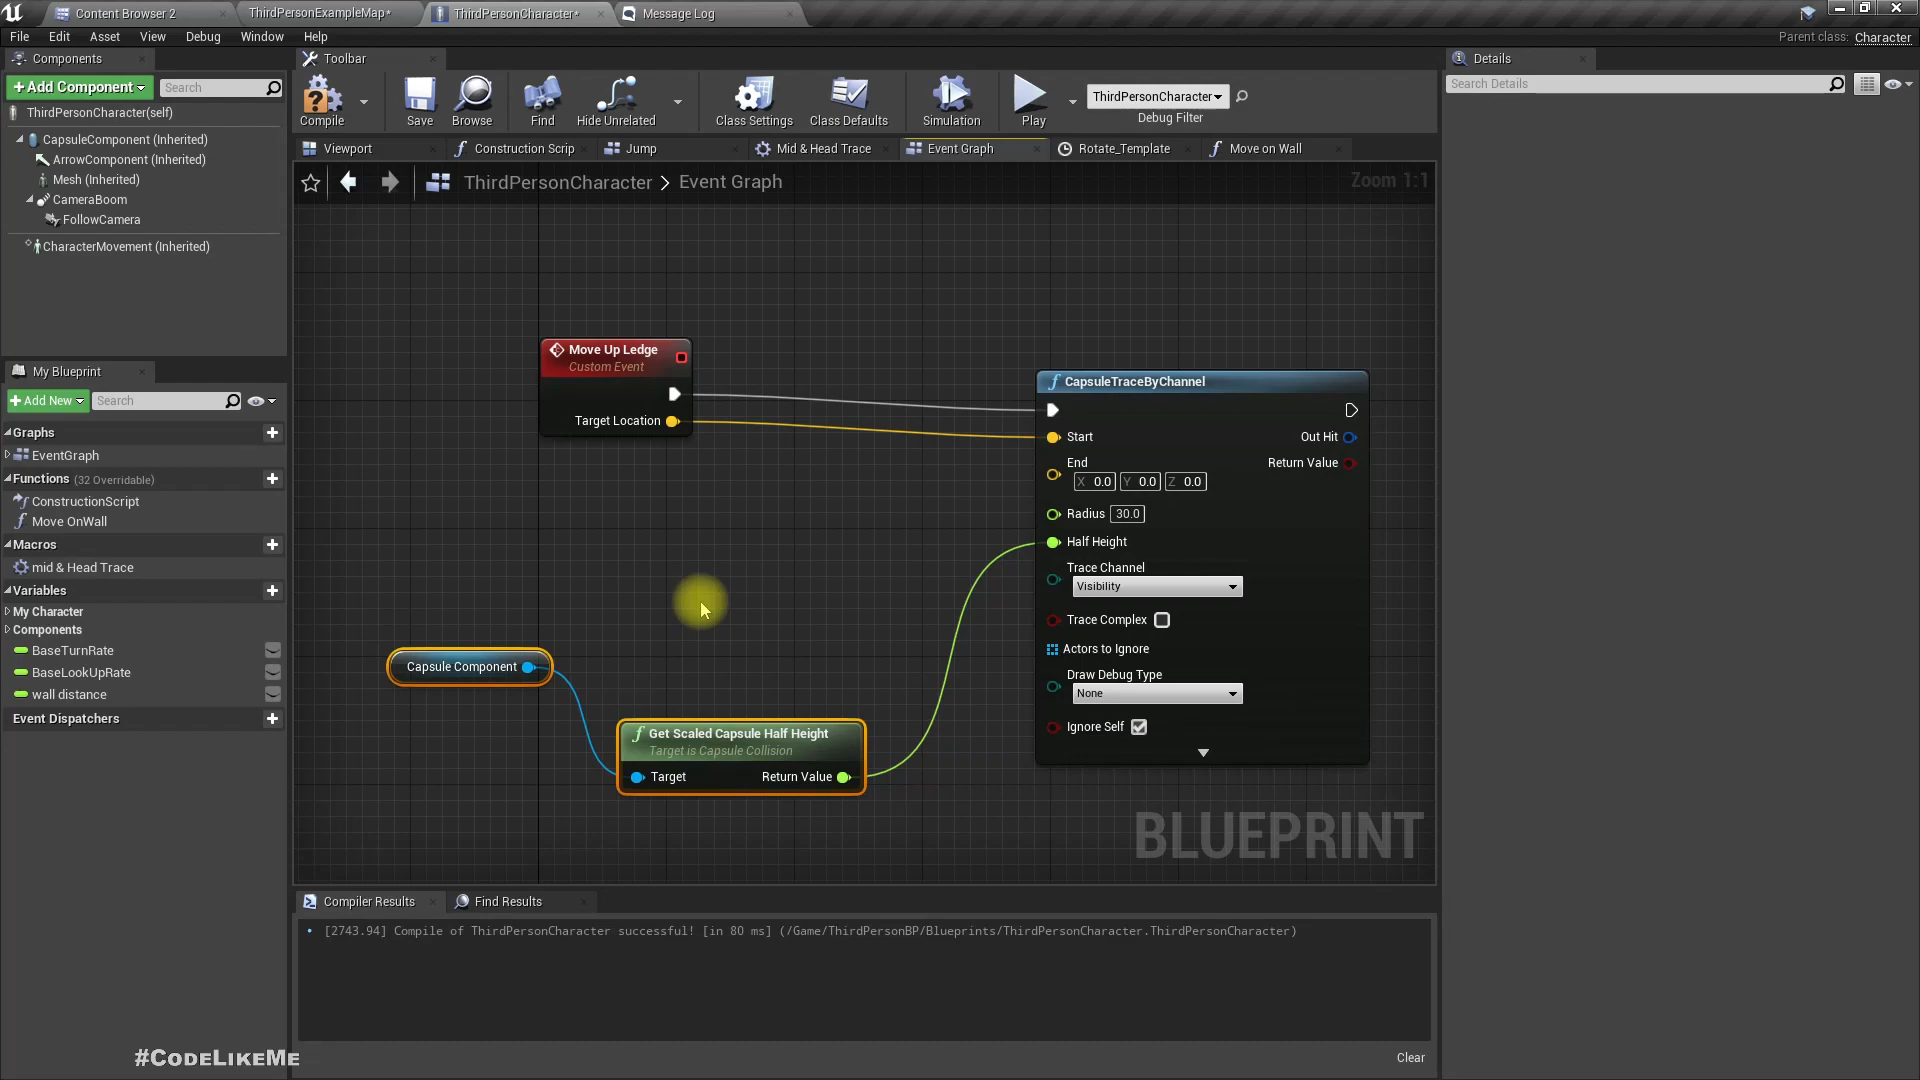 Content Browser 2
ThirdPersonExampleMap*
ThirdPersonCharacter*
Message Log
File Edit Asset View Debug Window Help
Parent class: Character
Components
Toolbar
Details
+Add Component
Search
Search Details
ThirdPersonCharacter(self)
CapsuleComponent (Inherited)
ArrowComponent (Inherited)
Mesh (Inherited)
CameraBoom
FollowCamera
CharacterMovement (Inherited)
Compile
Save
Browse
Find
Hide Unrelated
Class Settings
Class Defaults
Simulation
Play
ThirdPersonCharacter
Debug Filter
Viewport
Construction Scrip
Jump
Mid & Head Trace
Event Graph
Rotate_Template
Move on Wall
ThirdPersonCharacter > Event Graph
Zoom 1:1
My Blueprint
+Add New
Search
Graphs
EventGraph
Functions (32 Overridable)
ConstructionScript
Move OnWall
Macros
mid & Head Trace
Variables
My Character
Components
BaseTurnRate
BaseLookUpRate
wall distance
Event Dispatchers
Move Up Ledge
Custom Event
Target Location
CapsuleTraceByChannel
Start
Out Hit
End
Return Value
X 0.0 Y 0.0 Z 0.0
Radius 30.0
Half Height
Trace Channel
Visibility
Trace Complex
Actors to Ignore
Draw Debug Type
None
Ignore Self
Capsule Component
Get Scaled Capsule Half Height
Target is Capsule Collision
Target
Return Value
BLUEPRINT
Compiler Results
Find Results
[2743.94] Compile of ThirdPersonCharacter successful! [in 80 ms] (/Game/ThirdPersonBP/Blueprints/ThirdPersonCharacter.ThirdPersonCharacter)
Clear
#CodeLikeMe